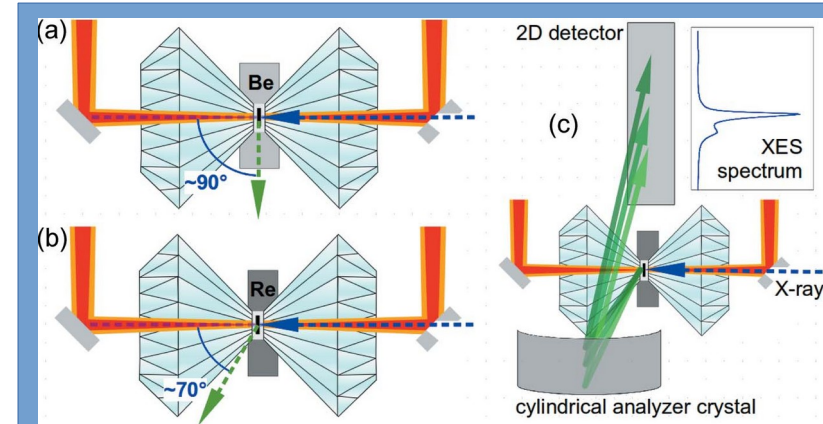 (a)
Be
~90°
(b)
Re
~70°
2D detector
(c)
XES
spectrum
X-ray
cylindrical analyzer crystal